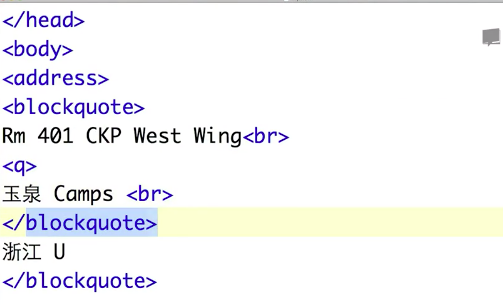 </head>
<body>
<address>
<blockquote>
Rm 401 CKP West Wing<br>
<q>
玉泉 Camps <br>
</blockquote>
浙江 U
</blockquote>